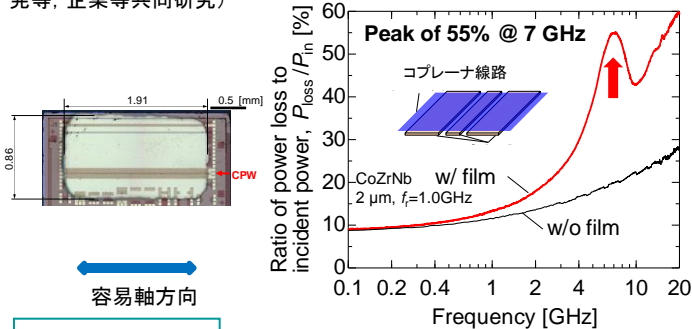 発等，企業等共同研究）
1.91
0.5 [mm]
0.86
CPW
容易軸方向
Ratio of power loss to
incident power, Ploss/Pin [%]
60
50
40
30
20
10
0
Peak of 55% @ 7 GHz
コプレーナ線路
CoZrNb
2 μm, fr=1.0GHz
w/ film
w/o film
0.1 0.2 0.4 1 2 4 10 20
Frequency [GHz]